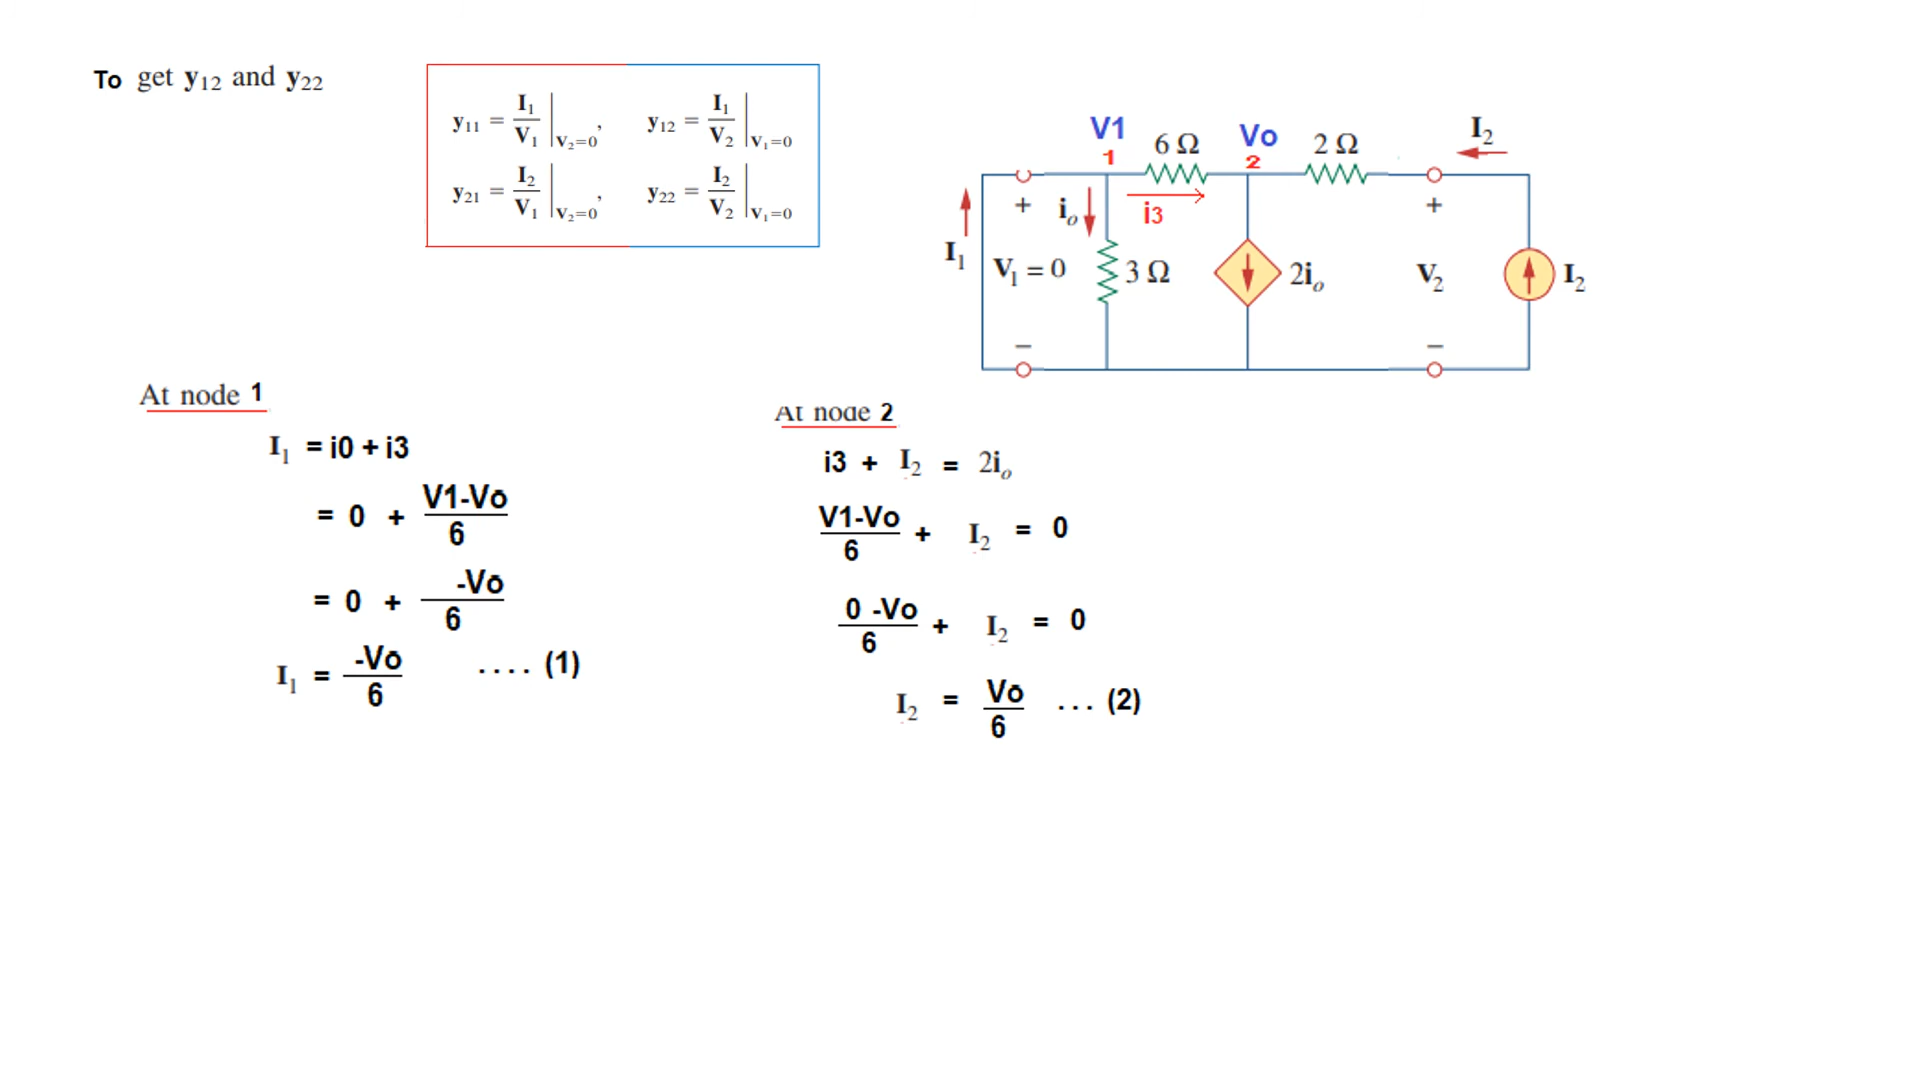 To get y12 and y22
y11 = I1/V1 |V2=0, y12 = I1/V2 |V1=0
y21 = I2/V1 |V2=0, y22 = I2/V2 |V1=0
V1 6 Ω Vo 2 Ω I2
1 2
+ io i3 +
I1 V1 = 0 3 Ω 2io V2 I2
− −
At node 1
I1 = i0 + i3
= 0 + V1-Vo/6
= 0 + -Vo/6
I1 = -Vo/6 .... (1)
At node 2
i3 + I2 = 2io
V1-Vo/6 + I2 = 0
0 -Vo/6 + I2 = 0
I2 = Vo/6 ... (2)